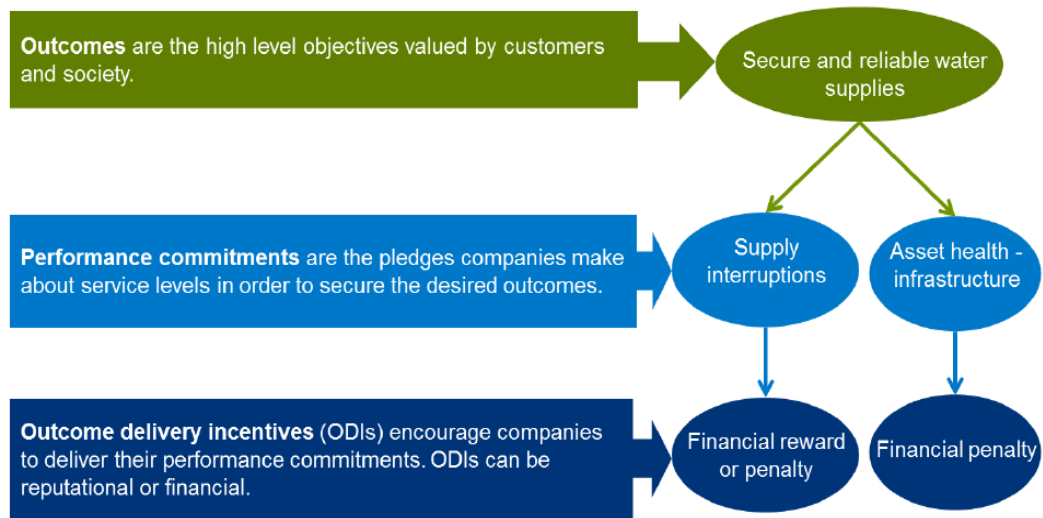 Outcomes are the high level objectives valued by customers
and society.
Secure and reliable water
supplies
Performance commitments are the pledges companies make
about service levels in order to secure the desired outcomes.
Supply
interruptions
Asset health -
infrastructure
Outcome delivery incentives (ODIs) encourage companies
to deliver their performance commitments. ODIs can be
reputational or financial.
Financial reward
or penalty
Financial penalty